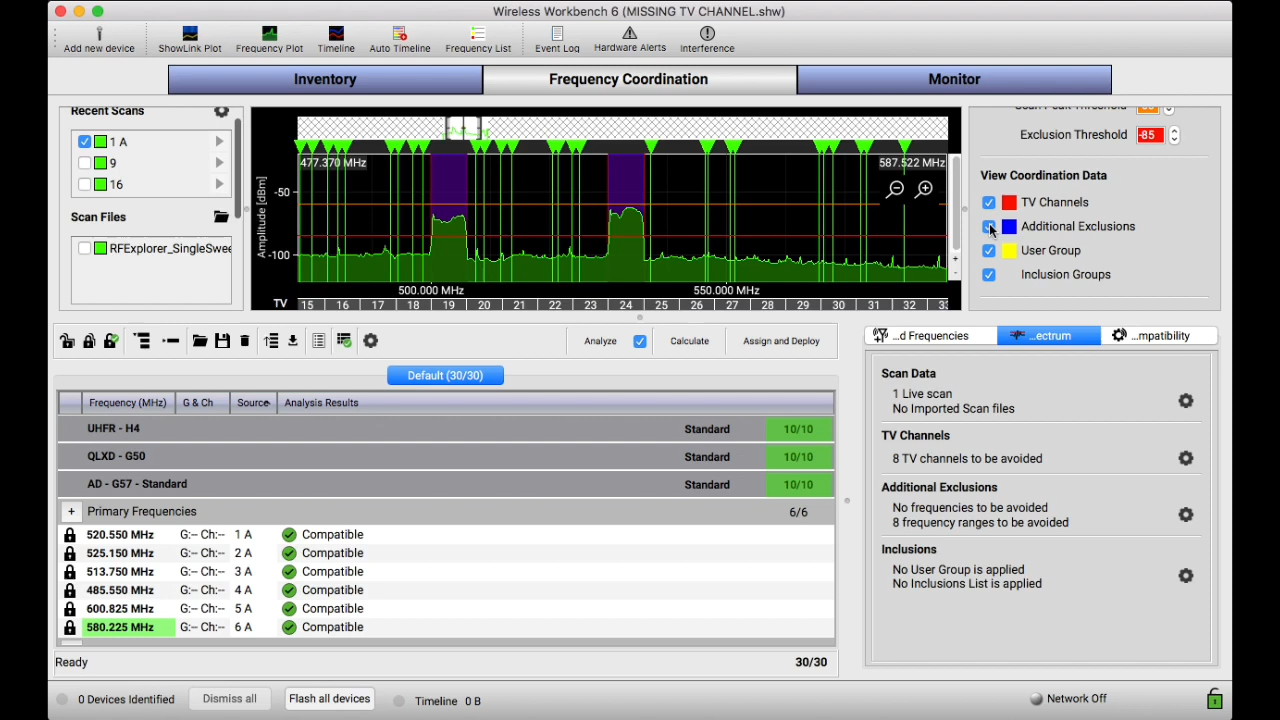 Wireless Workbench 6 (MISSING TV CHANNEL.shw)
Add new device
ShowLink Plot
Frequency Plot
Timeline
Auto Timeline
Frequency List
Event Log
Hardware Alerts
Interference
Inventory
Frequency Coordination
Monitor
Recent Scans
1 A
9
16
Scan Files
RFExplorer_SingleSwee
Amplitude [dBm]
477.370 MHz
587.522 MHz
-50
-100
500.000 MHz
550.000 MHz
TV 15 16 17 18 19 20 21 22 23 24 25 26 27 28 29 30 31 32
Scan Peak Threshold
Exclusion Threshold -85
View Coordination Data
TV Channels
Additional Exclusions
User Group
Inclusion Groups
Analyze
Calculate
Assign and Deploy
...d Frequencies
...ectrum
...mpatibility
Default (30/30)
Frequency (MHz) G & Ch Source Analysis Results
UHFR - H4 Standard 10/10
QLXD - G50 Standard 10/10
AD - G57 - Standard Standard 10/10
+ Primary Frequencies 6/6
520.550 MHz G:-- Ch:-- 1 A Compatible
525.150 MHz G:-- Ch:-- 2 A Compatible
513.750 MHz G:-- Ch:-- 3 A Compatible
485.550 MHz G:-- Ch:-- 4 A Compatible
600.825 MHz G:-- Ch:-- 5 A Compatible
580.225 MHz G:-- Ch:-- 6 A Compatible
Ready 30/30
Scan Data
1 Live scan
No Imported Scan files
TV Channels
8 TV channels to be avoided
Additional Exclusions
No frequencies to be avoided
8 frequency ranges to be avoided
Inclusions
No User Group is applied
No Inclusions List is applied
0 Devices Identified
Dismiss all
Flash all devices
Timeline 0 B
Network Off